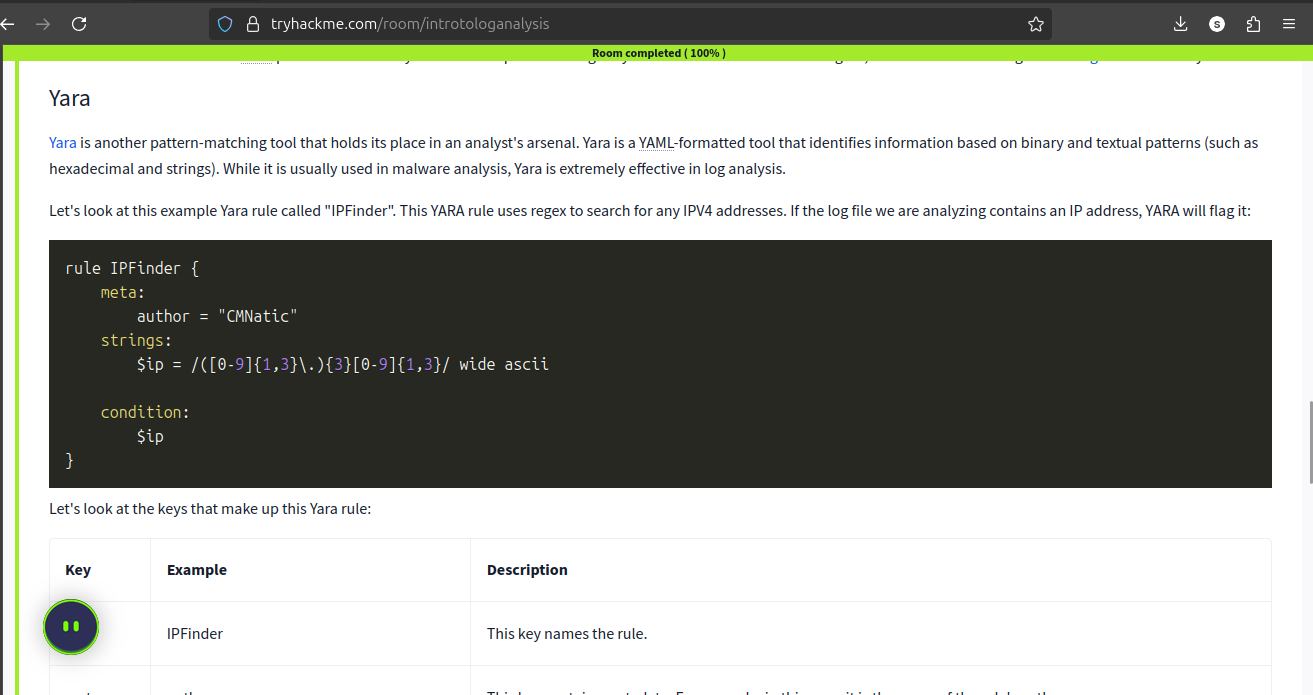 tryhackme.com/room/introtologanalysis
S
Room completed ( 100% )
Yara
Yara is another pattern-matching tool that holds its place in an analyst's arsenal. Yara is a YAML-formatted tool that identifies information based on binary and textual patterns (such as
hexadecimal and strings). While it is usually used in malware analysis, Yara is extremely effective in log analysis.
Let's look at this example Yara rule called "IPFinder". This YARA rule uses regex to search for any IPV4 addresses. If the log file we are analyzing contains an IP address, YARA will flag it:
rule IPFinder {
    meta:
        author = "CMNatic"
    strings:
        $ip = /([0-9]{1,3}\.){3}[0-9]{1,3}/ wide ascii
    condition:
        $ip
}
Let's look at the keys that make up this Yara rule:
Key Example Description
IPFinder This key names the rule.